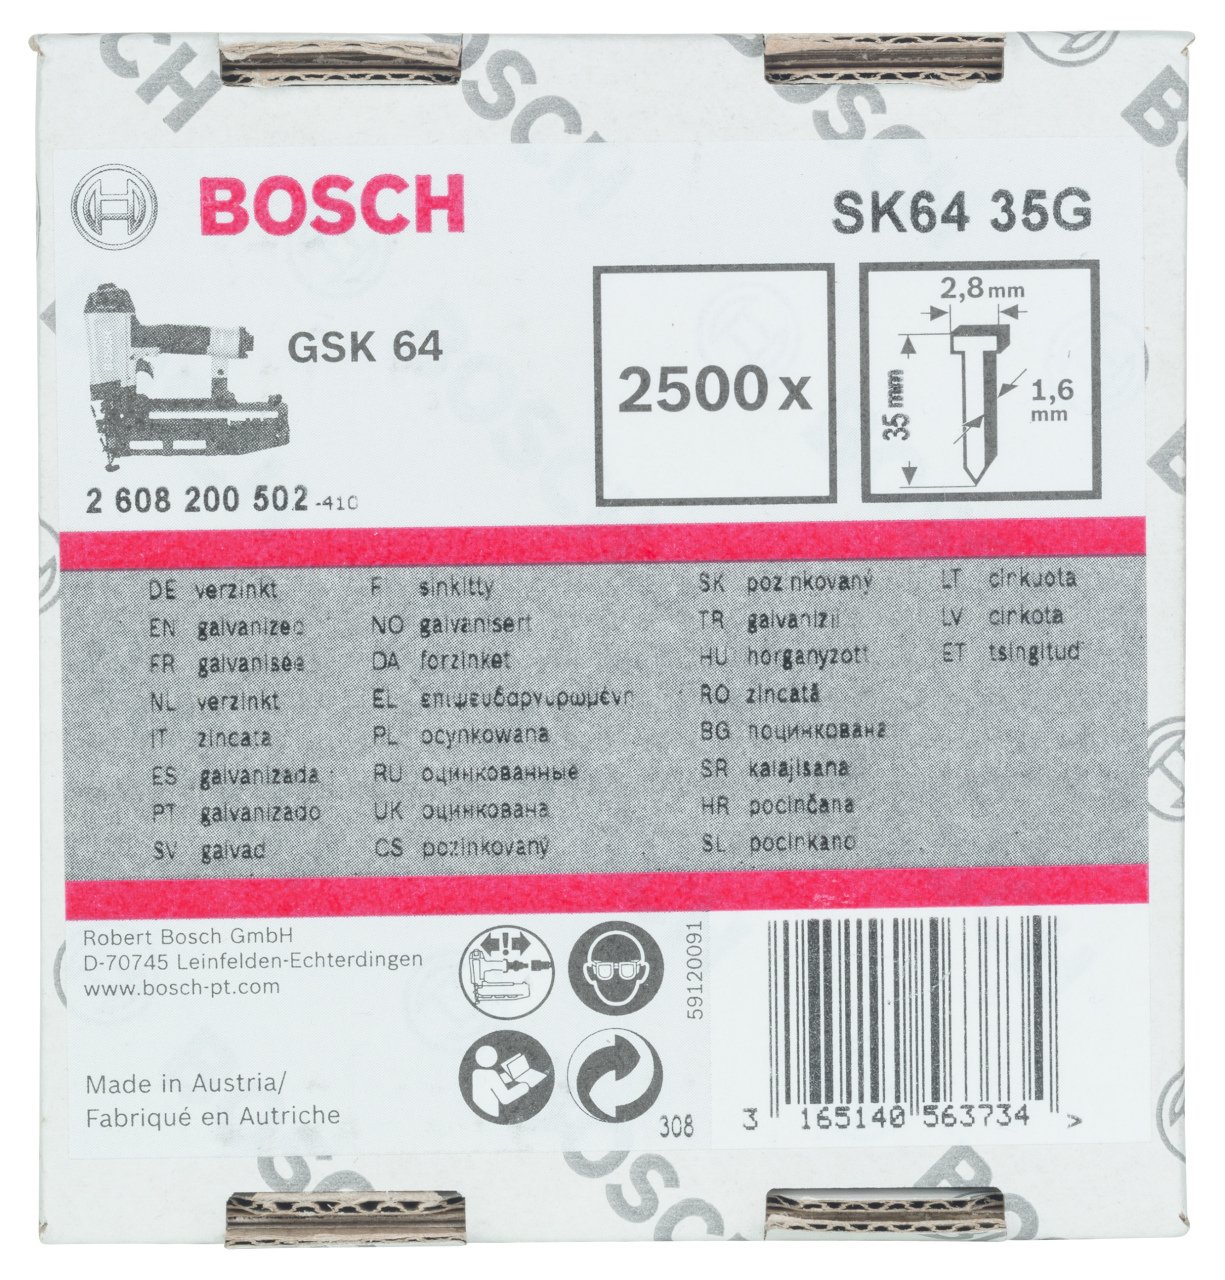 BOSCH
SK64 35G
GSK 64
2500 x
2,8 mm
35 mm
1,6
mm
2 608 200 502 -410
DE verzinkt
EN galvanized
FR galvanisée
NL verzinkt
IT zincata
ES galvanizada
PT galvanizado
SV galvad
FI sinkitty
NO galvanisert
DA forzinket
EL επιψευδαργυρωμένη
PL ocynkowana
RU оцинкованные
UK оцинкована
CS pozinkovaný
SK pozinkovaný
TR galvanizli
HU horganyzott
RO zincată
BG поцинкована
SR kalajisana
HR pocinčana
SL pocinkano
LT cinkuota
LV cinkota
ET tsingitud
Robert Bosch GmbH
D-70745 Leinfelden-Echterdingen
www.bosch-pt.com
Made in Austria/
Fabriqué en Autriche
59120091
308
3 165140 563734 >